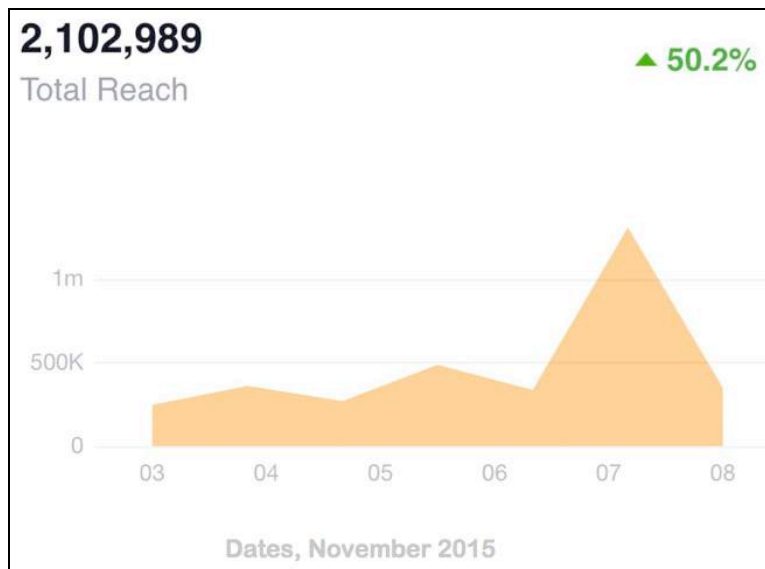 2,102,989
▲ 50.2%
Total Reach
1m
500K
0
03 04 05 06 07 08
Dates, November 2015